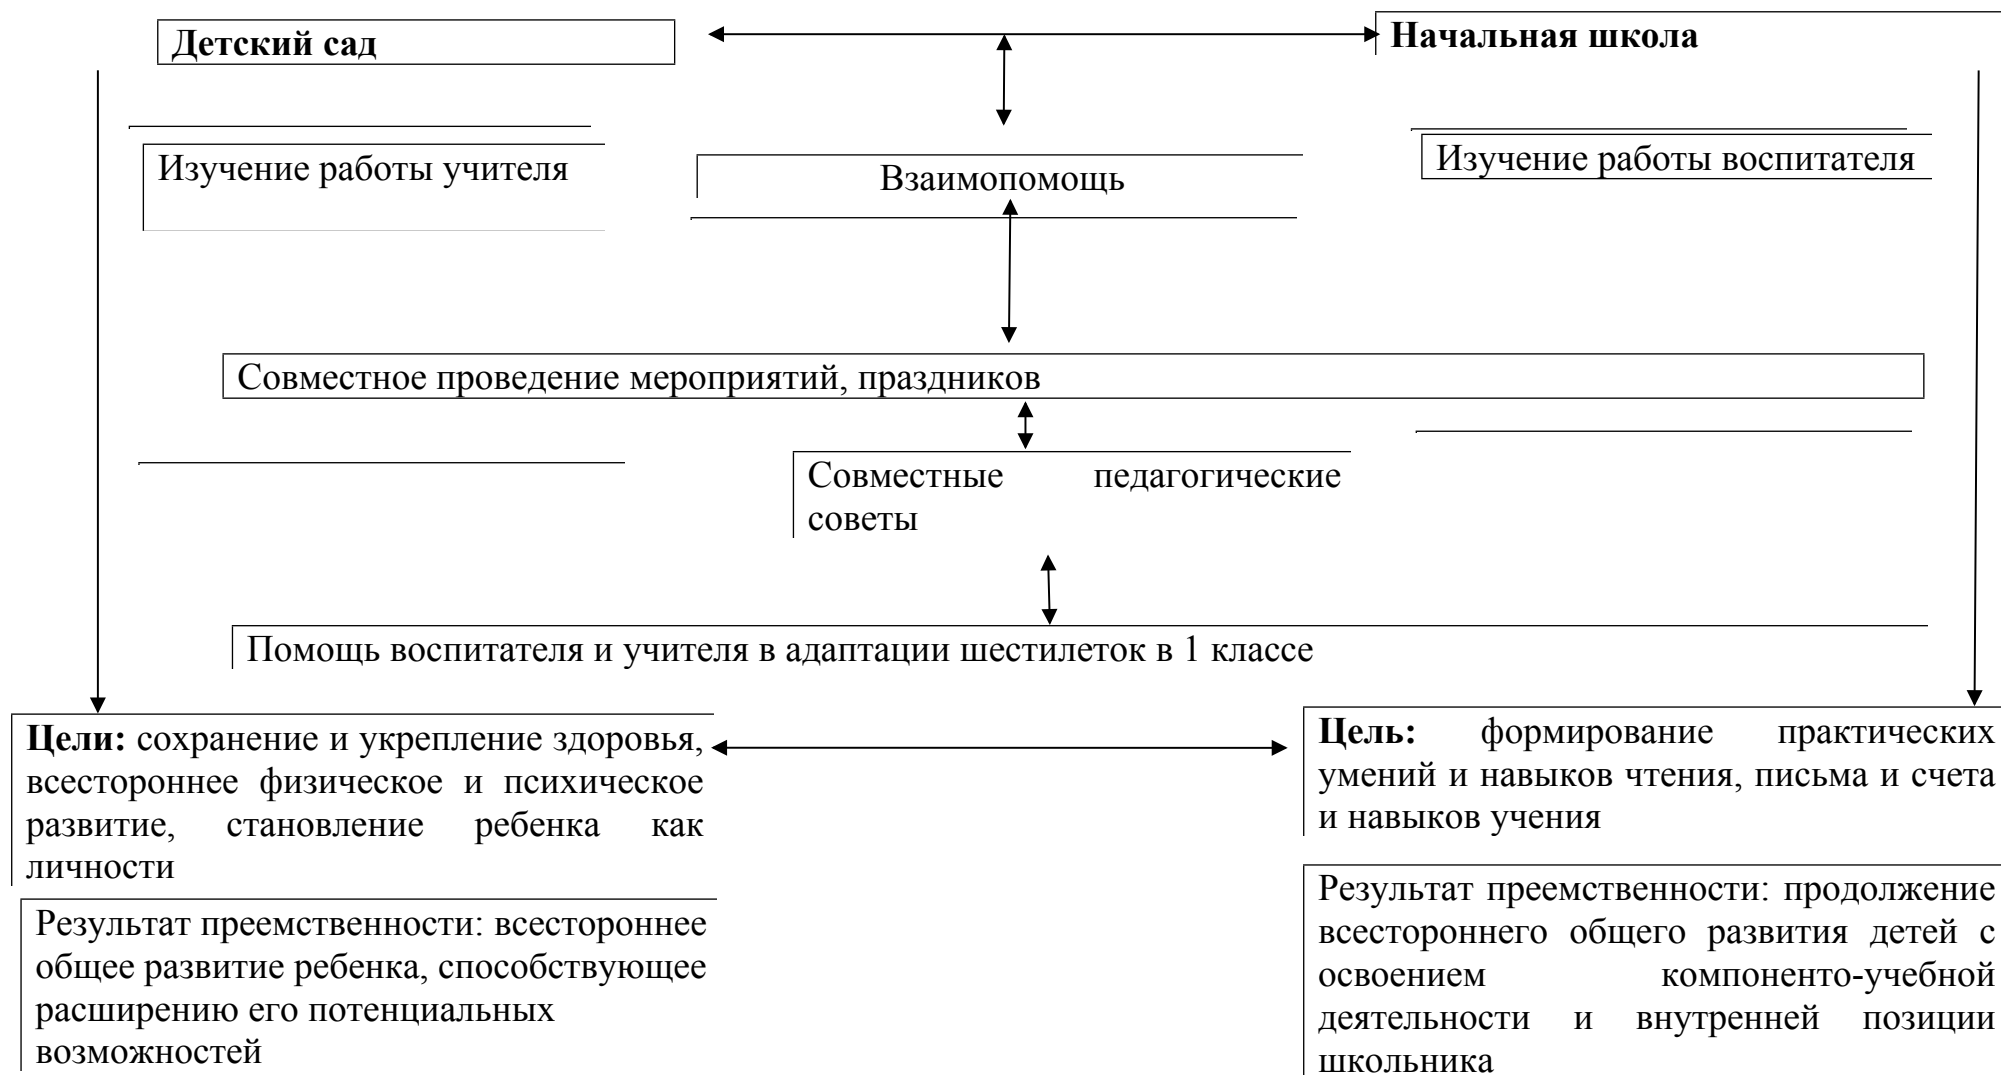 Детский сад
Начальная школа
Изучение работы учителя
Взаимопомощь
Изучение работы воспитателя
Совместное проведение мероприятий, праздников
Совместные педагогические
советы
Помощь воспитателя и учителя в адаптации шестилеток в 1 классе
Цели: сохранение и укрепление здоровья,
всестороннее физическое и психическое
развитие, становление ребенка как
личности
Цель: формирование практических
умений и навыков чтения, письма и счета
и навыков учения
Результат преемственности: всестороннее
общее развитие ребенка, способствующее
расширению его потенциальных
возможностей
Результат преемственности: продолжение
всестороннего общего развития детей с
освоением компоненто-учебной
деятельности и внутренней позиции
школьника